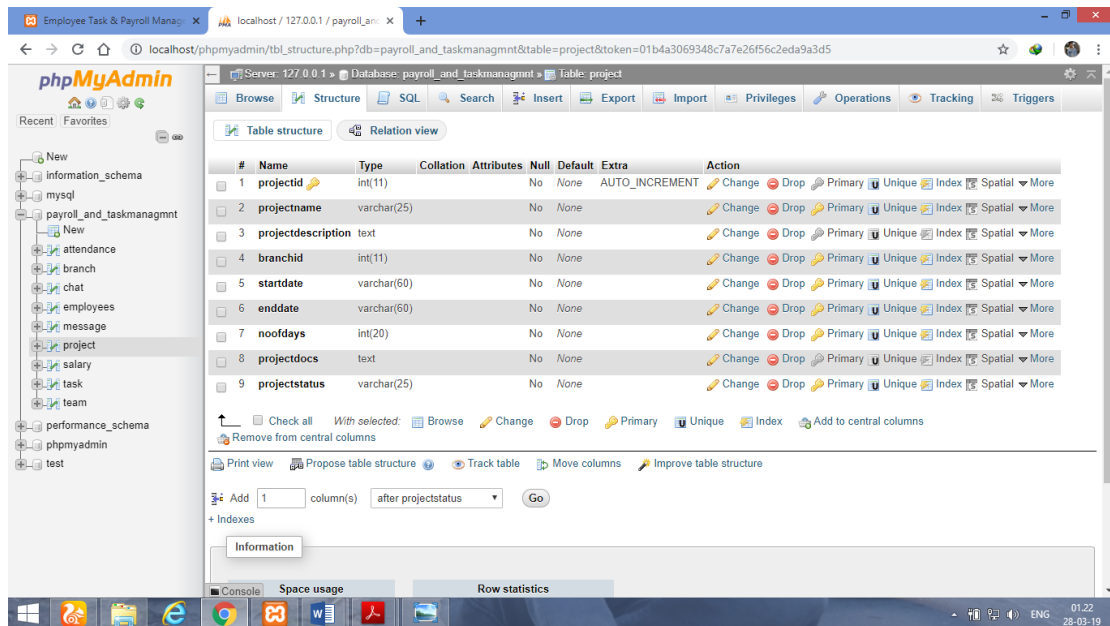 Employee Task & Payroll Manag
localhost / 127.0.0.1 / payroll_an
localhost/phpmyadmin/tbl_structure.php?db=payroll_and_taskmanagmnt&table=project&token=01b4a3069348c7a7e26f56c2eda9a3d5
phpMyAdmin
Recent Favorites
New
information_schema
mysql
payroll_and_taskmanagmnt
New
attendance
branch
chat
employees
message
project
salary
task
team
performance_schema
phpmyadmin
test
Server: 127.0.0.1 » Database: payroll_and_taskmanagmnt » Table: project
Browse Structure SQL Search Insert Export Import Privileges Operations Tracking Triggers
Table structure Relation view
# Name Type Collation Attributes Null Default Extra Action
1 projectid int(11) No None AUTO_INCREMENT Change Drop Primary Unique Index Spatial More
2 projectname varchar(25) No None Change Drop Primary Unique Index Spatial More
3 projectdescription text No None Change Drop Primary Unique Index Spatial More
4 branchid int(11) No None Change Drop Primary Unique Index Spatial More
5 startdate varchar(60) No None Change Drop Primary Unique Index Spatial More
6 enddate varchar(60) No None Change Drop Primary Unique Index Spatial More
7 noofdays int(20) No None Change Drop Primary Unique Index Spatial More
8 projectdocs text No None Change Drop Primary Unique Index Spatial More
9 projectstatus varchar(25) No None Change Drop Primary Unique Index Spatial More
Check all With selected: Browse Change Drop Primary Unique Index Add to central columns
Remove from central columns
Print view Propose table structure Track table Move columns Improve table structure
Add 1 column(s) after projectstatus Go
+ Indexes
Information
Console Space usage Row statistics
ENG 01.22
28-03-19